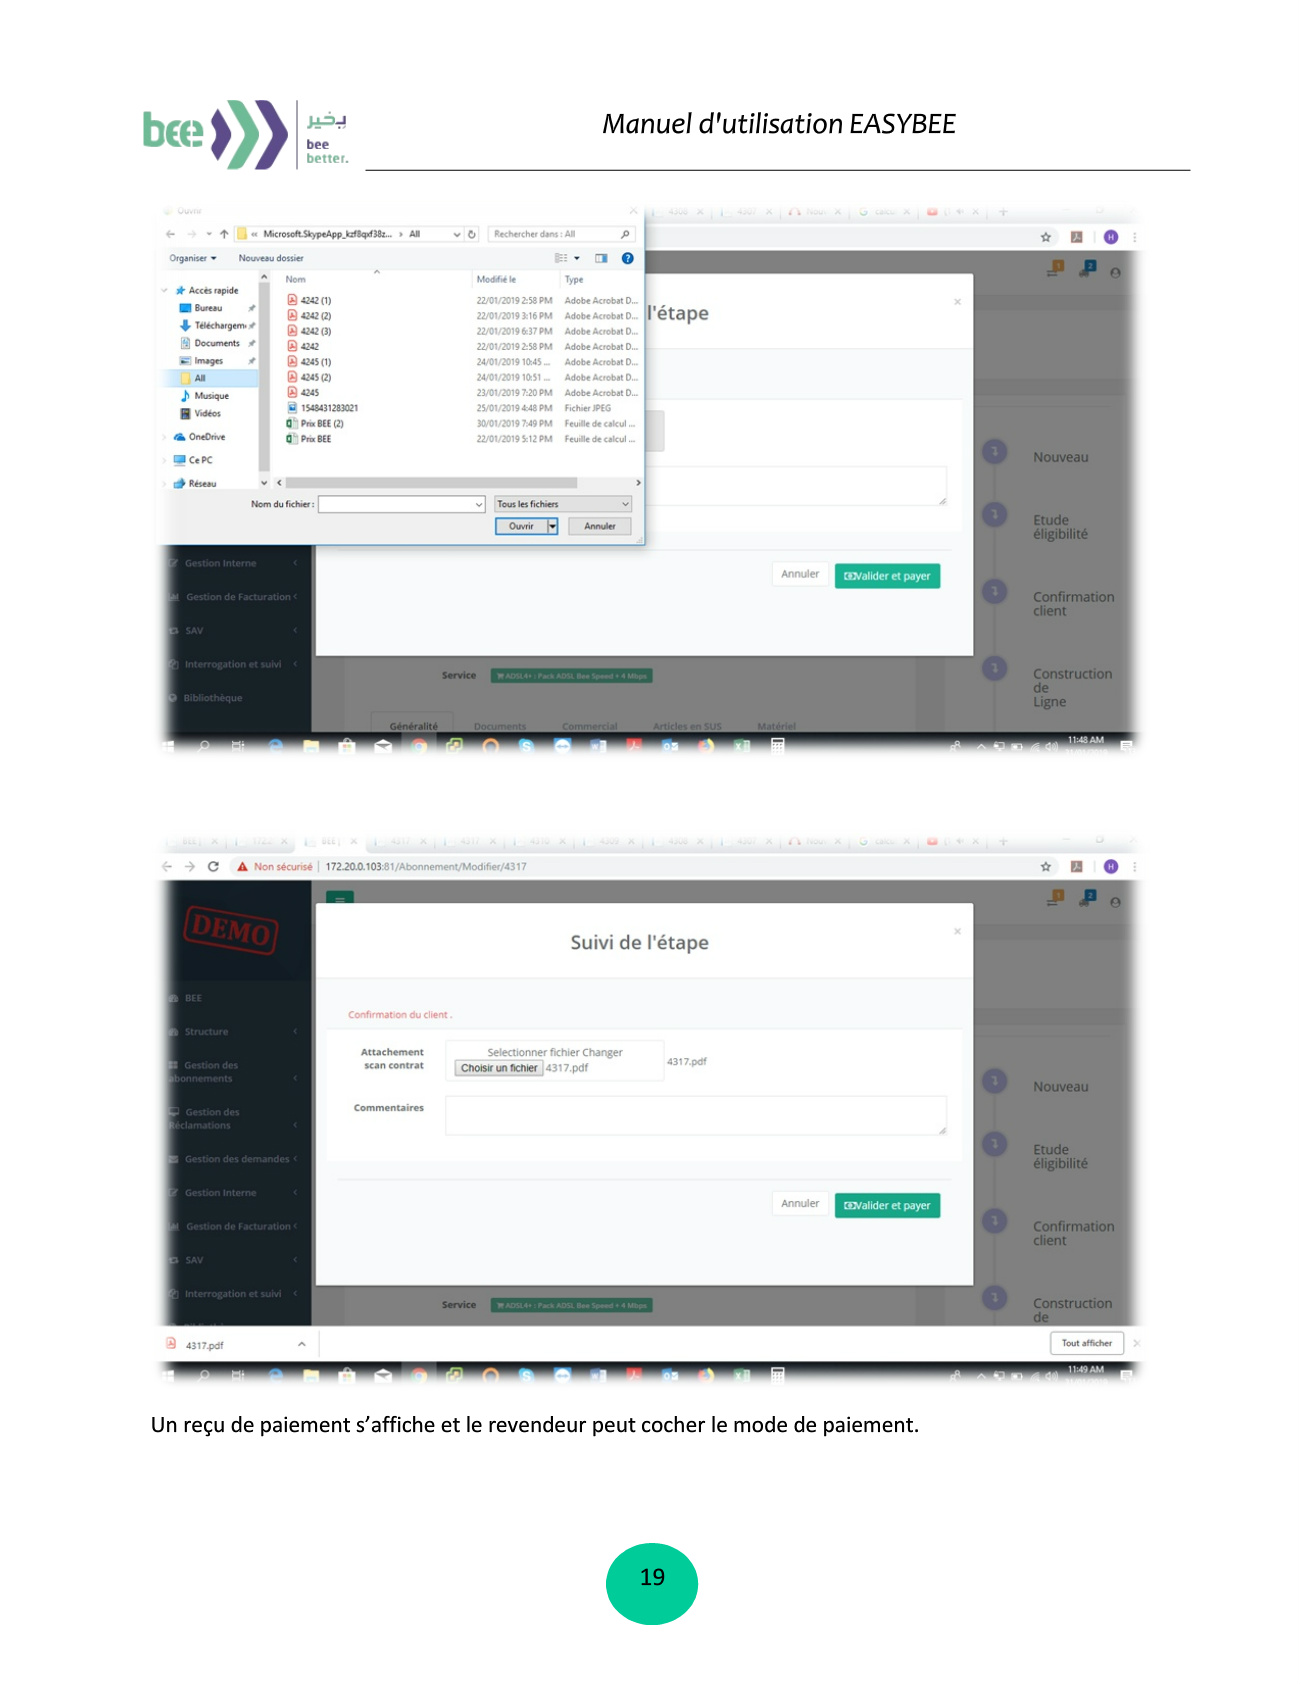 bee
بخير
bee
better.
Manuel d'utilisation EASYBEE
Ouvrir
4308
4307
« Microsoft.SkypeApp_kzf8qxf38z... › All
Rechercher dans : All
Organiser
Nouveau dossier
Nom
Modifié le
Type
Accès rapide
Bureau
Téléchargem
Documents
Images
All
Musique
Vidéos
OneDrive
Ce PC
Réseau
4242 (1) 22/01/2019 2:58 PM Adobe Acrobat D...
4242 (2) 22/01/2019 3:16 PM Adobe Acrobat D...
4242 (3) 22/01/2019 6:37 PM Adobe Acrobat D...
4242 22/01/2019 2:58 PM Adobe Acrobat D...
4245 (1) 24/01/2019 10:45 ... Adobe Acrobat D...
4245 (2) 24/01/2019 10:51 ... Adobe Acrobat D...
4245 23/01/2019 7:20 PM Adobe Acrobat D...
1548431283021 25/01/2019 4:48 PM Fichier JPEG
Prix BEE (2) 30/01/2019 7:49 PM Feuille de calcul ...
Prix BEE 22/01/2019 5:12 PM Feuille de calcul ...
Nom du fichier :
Tous les fichiers
Ouvrir
Annuler
l'étape
Annuler
Valider et payer
Gestion Interne
Gestion de Facturation
SAV
Interrogation et suivi
Bibliothèque
Service
ADSL4+ : Pack ADSL Bee Speed + 4 Mbps
Généralité
Documents
Commercial
Articles en SUS
Matériel
Nouveau
Etude
éligibilité
Confirmation
client
Construction
de
Ligne
11:48 AM
4317 4317 4310 4309 4308 4307
Non sécurisé | 172.20.0.103:81/Abonnement/Modifier/4317
DEMO
BEE
Structure
Gestion des
abonnements
Gestion des
Réclamations
Gestion des demandes
Gestion Interne
Gestion de Facturation
SAV
Interrogation et suivi
Suivi de l'étape
Confirmation du client .
Attachement
scan contrat
Selectionner fichier Changer
Choisir un fichier 4317.pdf
4317.pdf
Commentaires
Annuler
Valider et payer
Service
ADSL4+ : Pack ADSL Bee Speed + 4 Mbps
Nouveau
Etude
éligibilité
Confirmation
client
Construction
de
4317.pdf
Tout afficher
11:49 AM
Un reçu de paiement s’affiche et le revendeur peut cocher le mode de paiement.
19